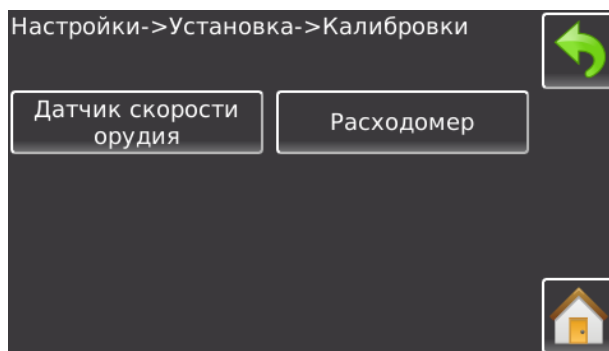 Настройки->Установка->Калибровки
Датчик скорости
орудия
Расходомер